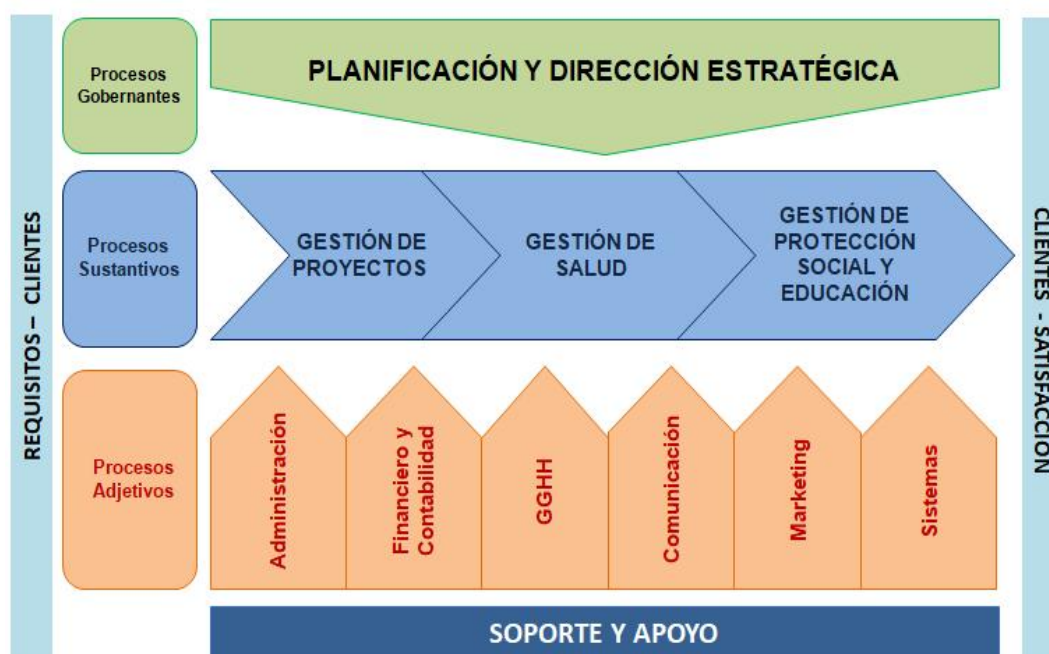 REQUISITOS – CLIENTES
Procesos
Gobernantes
PLANIFICACIÓN Y DIRECCIÓN ESTRATÉGICA
Procesos
Sustantivos
GESTIÓN DE
PROYECTOS
GESTIÓN DE
SALUD
GESTIÓN DE
PROTECCIÓN
SOCIAL Y
EDUCACIÓN
Procesos
Adjetivos
Administración
Financiero y
Contabilidad
GGHH
Comunicación
Marketing
Sistemas
SOPORTE Y APOYO
CLIENTES - SATISFACCION